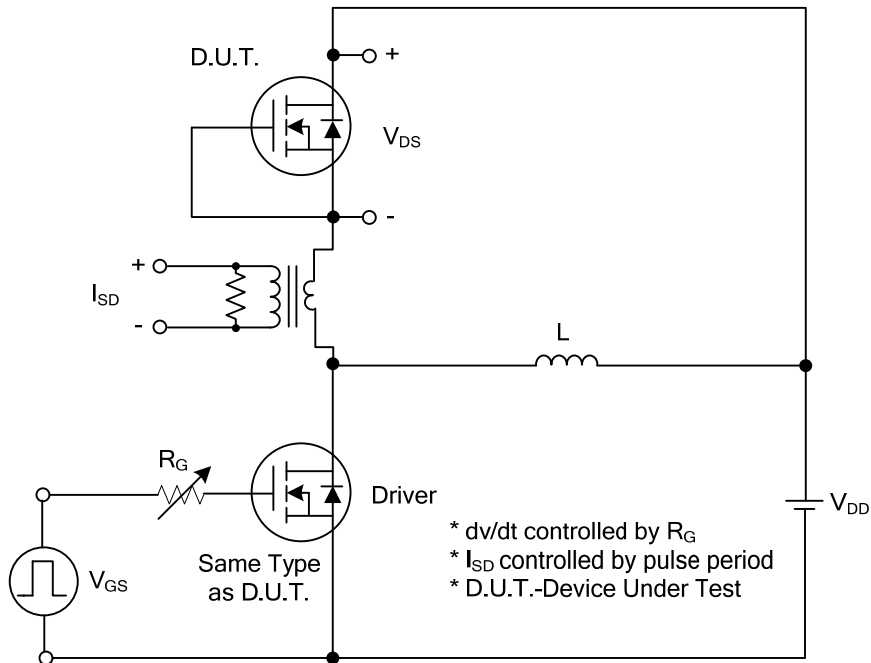 D.U.T.
+
V_DS
-
+
I_SD
-
L
R_G
Driver
V_DD
Same Type
as D.U.T.
V_GS
* dv/dt controlled by R_G
* I_SD controlled by pulse period
* D.U.T.-Device Under Test